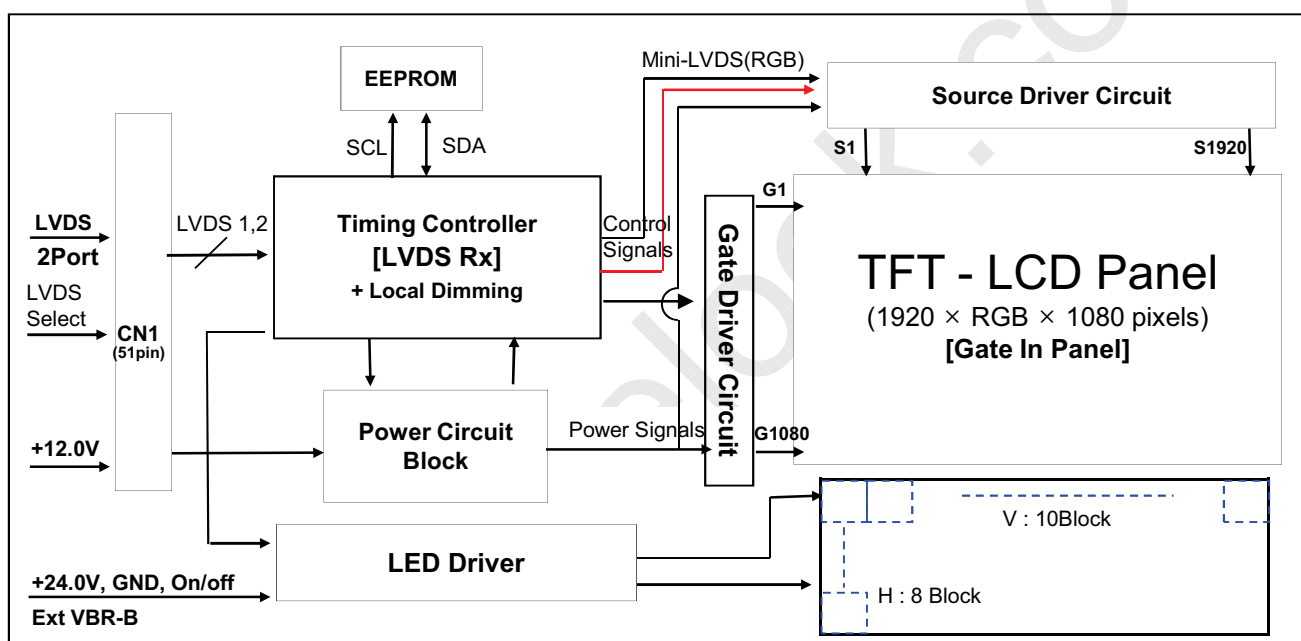 Mini-LVDS(RGB)
EEPROM
Source Driver Circuit
SCL
SDA
S1
S1920
LVDS
2Port
LVDS
Select
CN1
(51pin)
LVDS 1,2
Timing Controller
[LVDS Rx]
+ Local Dimming
Control
Signals
G1
Gate Driver Circuit
G1080
TFT - LCD Panel
(1920 × RGB × 1080 pixels)
[Gate In Panel]
+12.0V
Power Circuit
Block
Power Signals
V : 10Block
H : 8 Block
LED Driver
+24.0V, GND, On/off
Ext VBR-B